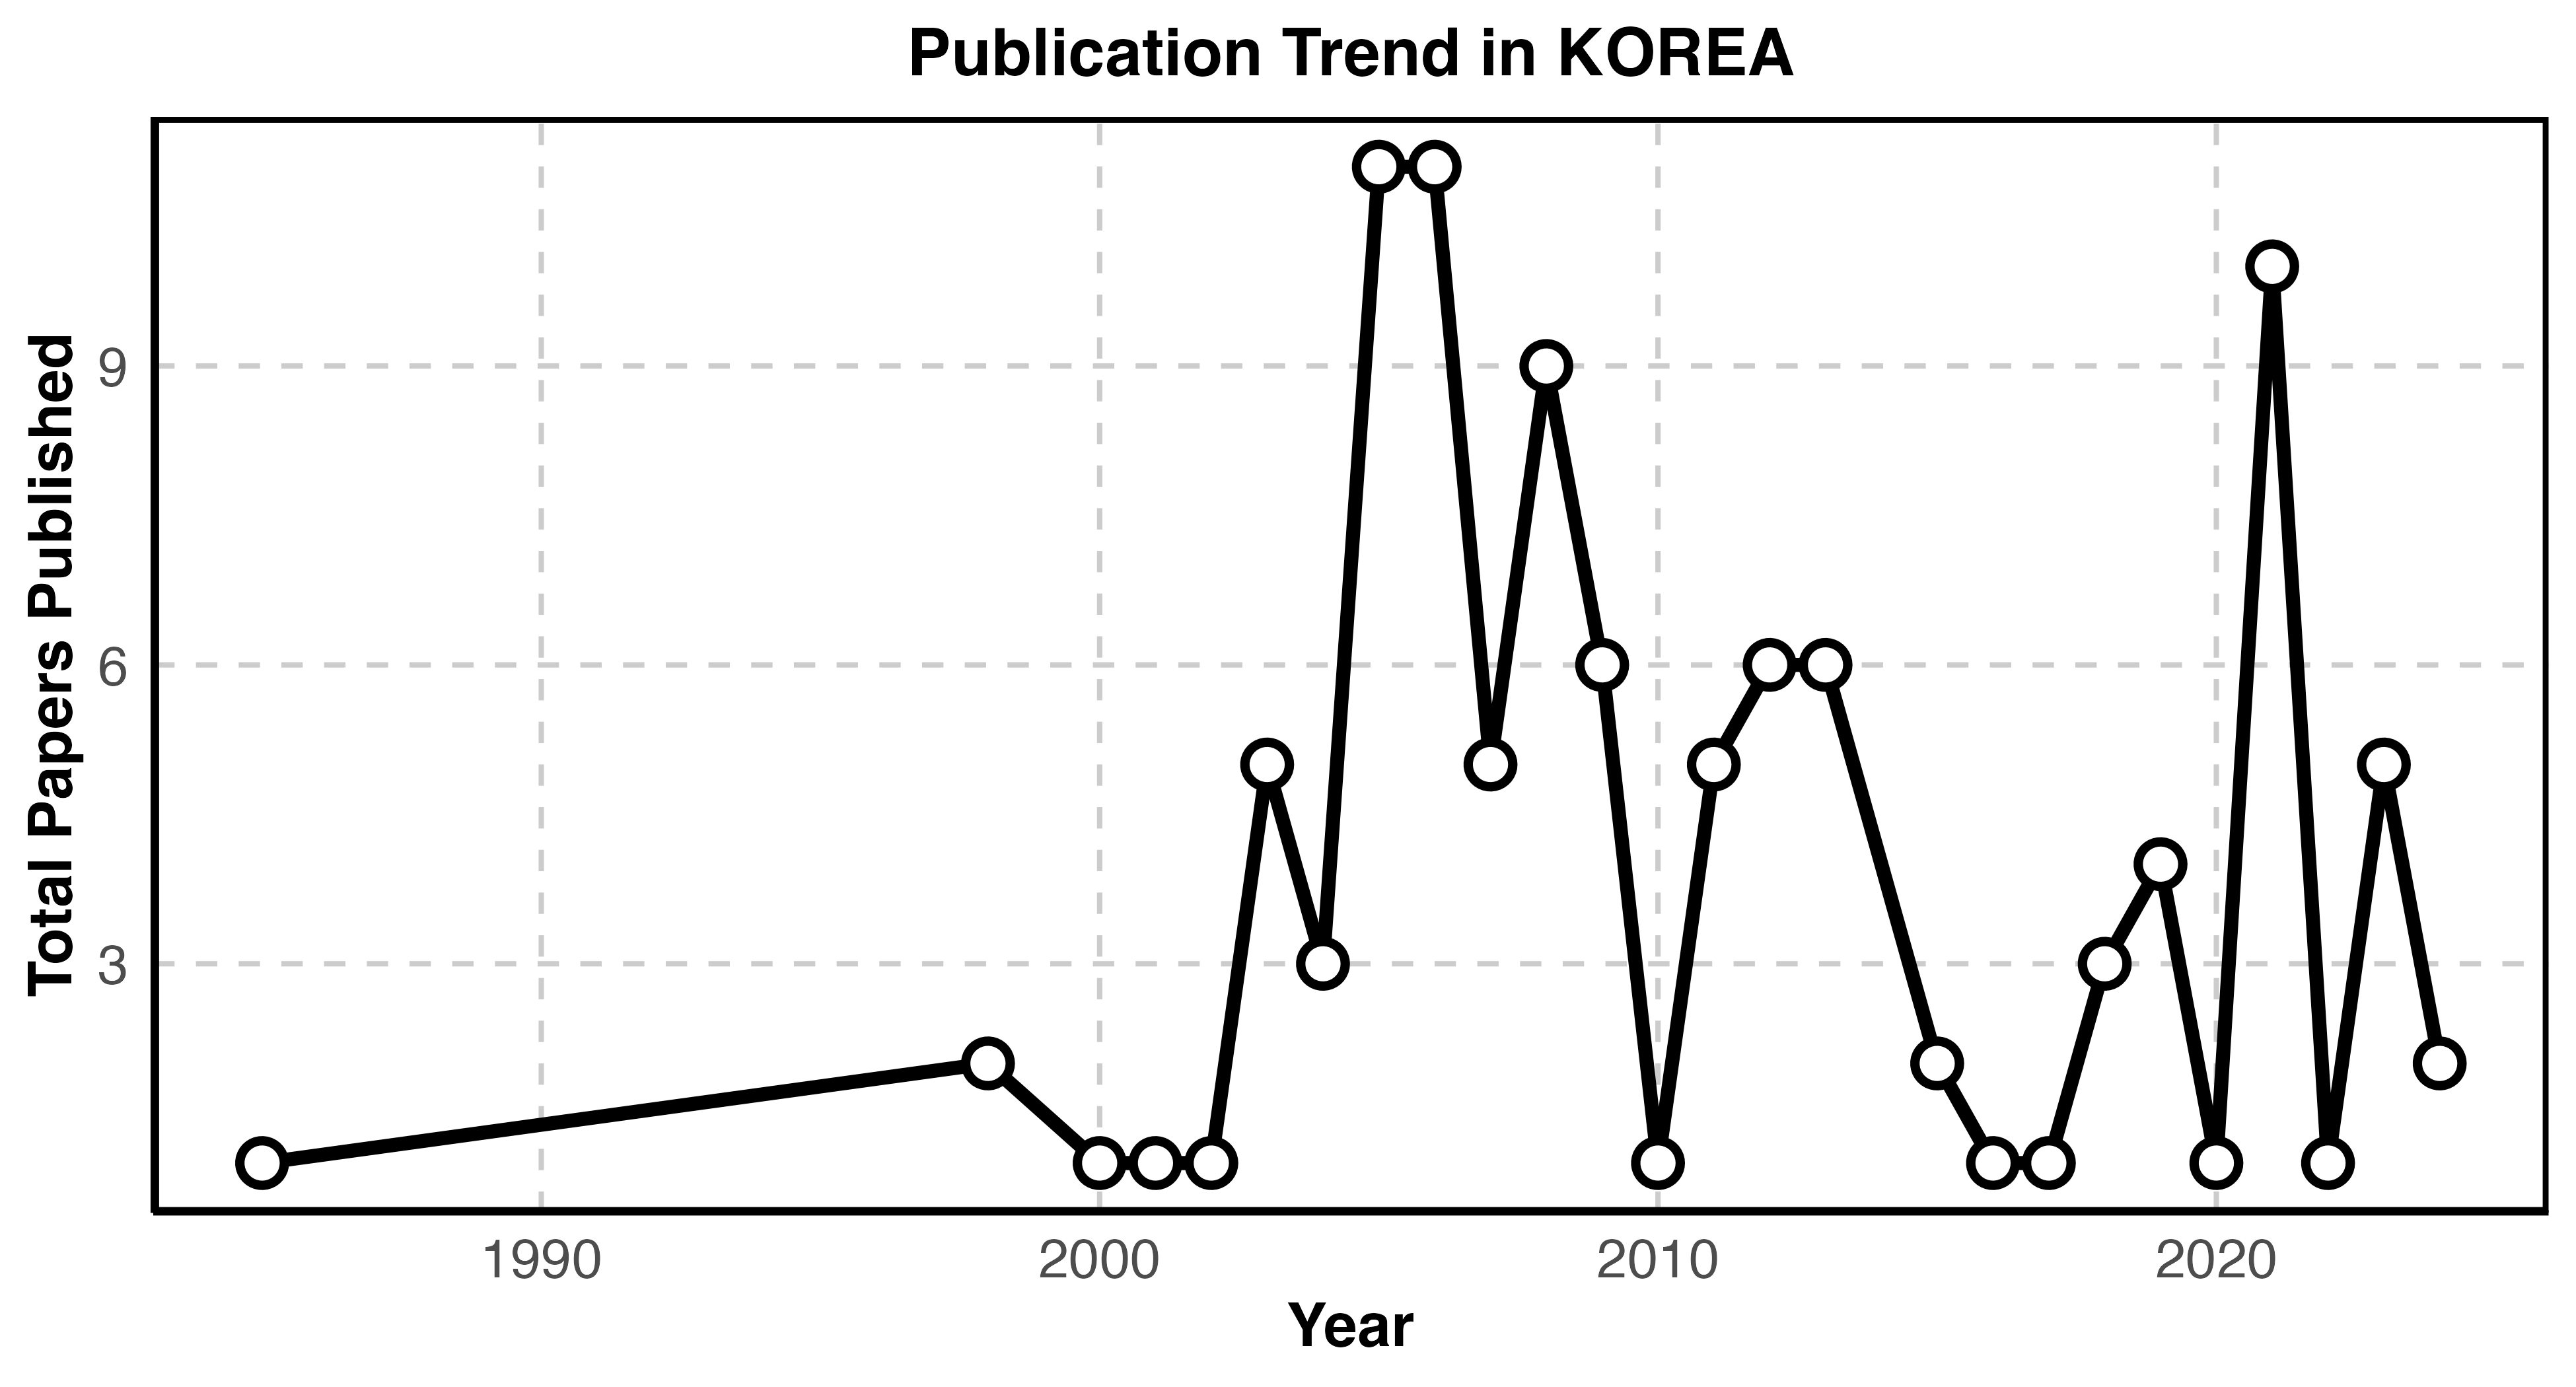 Publication Trend in KOREA
Total Papers Published
9
6
3
1990
2000
2010
2020
Year